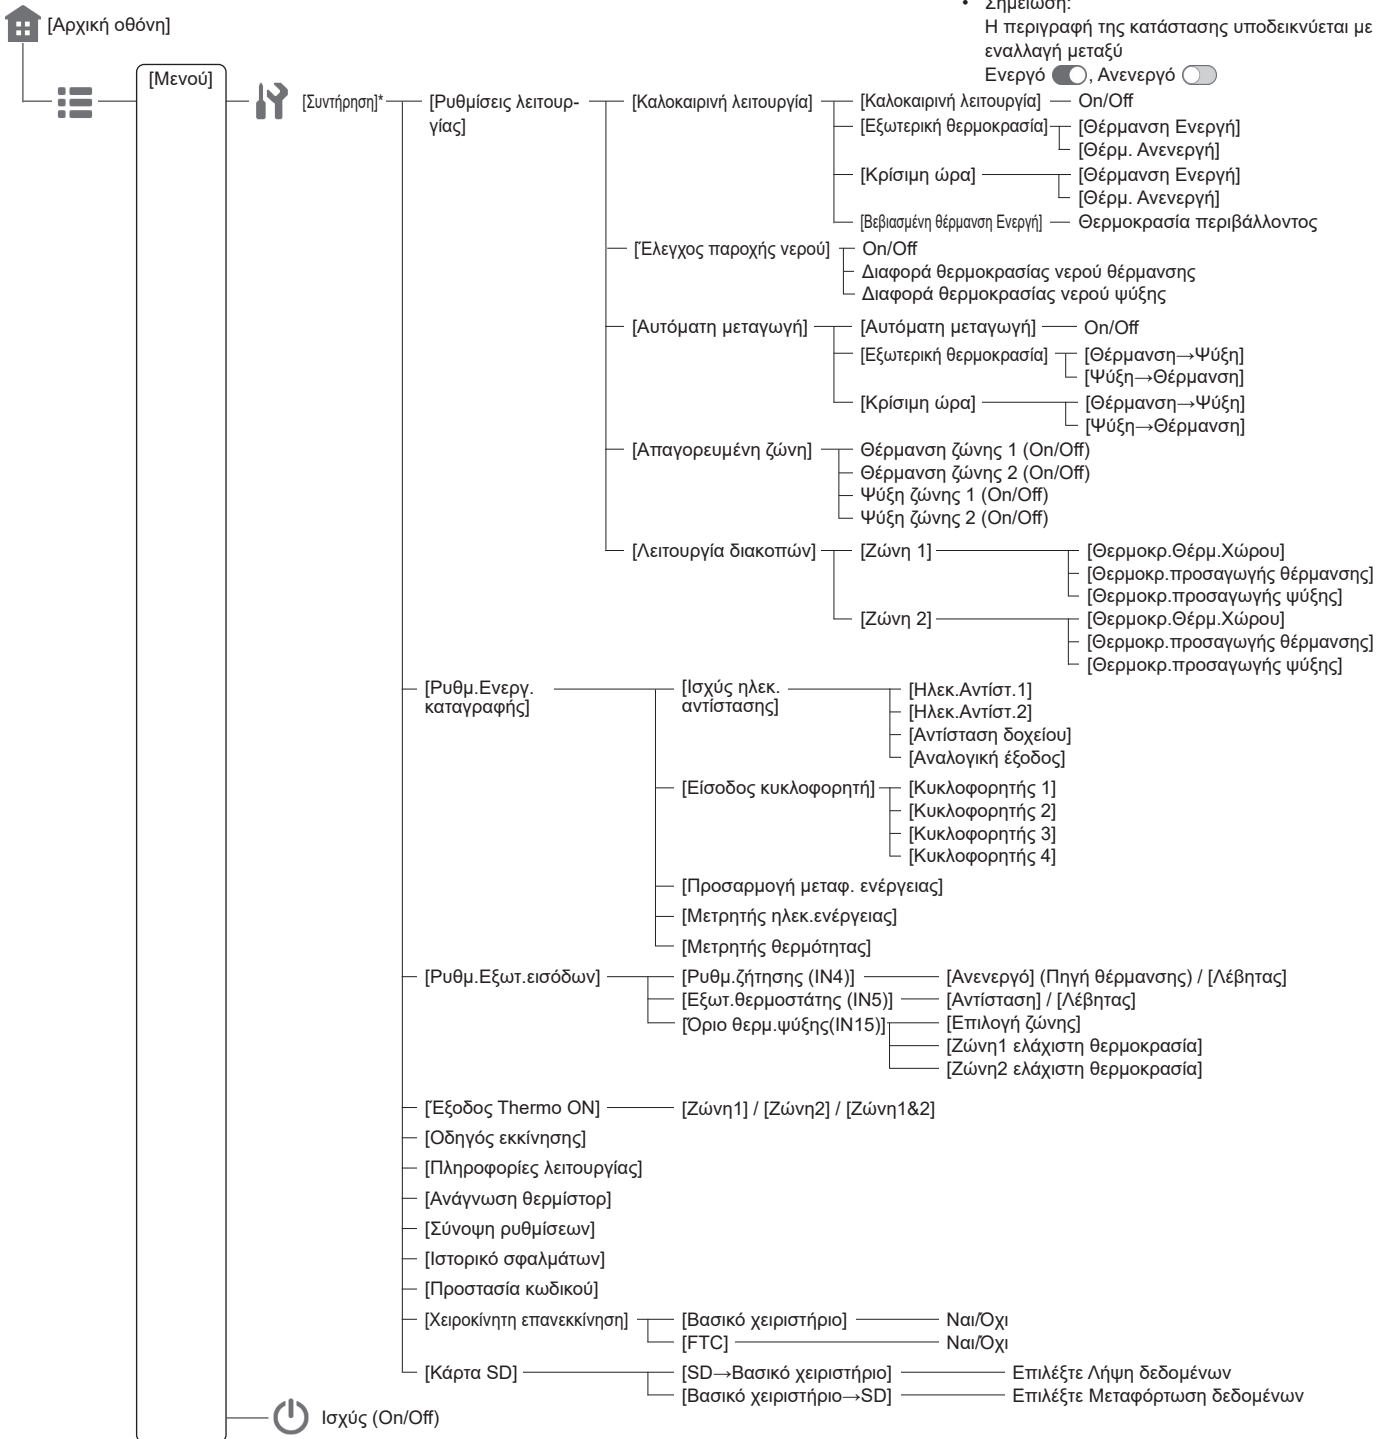 • Σημείωση:
[Αρχική οθόνη]
Η περιγραφή της κατάστασης υποδεικνύεται με
εναλλαγή μεταξύ
Ενεργό , Ανενεργό
[Μενού]
[Συντήρηση]*
[Ρυθμίσεις λειτουρ-
γίας]
[Καλοκαιρινή λειτουργία]
[Καλοκαιρινή λειτουργία] On/Off
[Εξωτερική θερμοκρασία] [Θέρμανση Ενεργή]
[Θέρμ. Ανενεργή]
[Κρίσιμη ώρα] [Θέρμανση Ενεργή]
[Θέρμ. Ανενεργή]
[Βεβιασμένη θέρμανση Ενεργή] Θερμοκρασία περιβάλλοντος
[Έλεγχος παροχής νερού] On/Off
Διαφορά θερμοκρασίας νερού θέρμανσης
Διαφορά θερμοκρασίας νερού ψύξης
[Αυτόματη μεταγωγή] [Αυτόματη μεταγωγή] On/Off
[Εξωτερική θερμοκρασία] [Θέρμανση→Ψύξη]
[Ψύξη→Θέρμανση]
[Κρίσιμη ώρα] [Θέρμανση→Ψύξη]
[Ψύξη→Θέρμανση]
[Απαγορευμένη ζώνη] Θέρμανση ζώνης 1 (On/Off)
Θέρμανση ζώνης 2 (On/Off)
Ψύξη ζώνης 1 (On/Off)
Ψύξη ζώνης 2 (On/Off)
[Λειτουργία διακοπών] [Ζώνη 1] [Θερμοκρ.Θέρμ.Χώρου]
[Θερμοκρ.προσαγωγής θέρμανσης]
[Θερμοκρ.προσαγωγής ψύξης]
[Ζώνη 2] [Θερμοκρ.Θέρμ.Χώρου]
[Θερμοκρ.προσαγωγής θέρμανσης]
[Θερμοκρ.προσαγωγής ψύξης]
[Ρυθμ.Ενεργ.
καταγραφής]
[Ισχύς ηλεκ.
αντίστασης]
[Ηλεκ.Αντίστ.1]
[Ηλεκ.Αντίστ.2]
[Αντίσταση δοχείου]
[Αναλογική έξοδος]
[Είσοδος κυκλοφορητή] [Κυκλοφορητής 1]
[Κυκλοφορητής 2]
[Κυκλοφορητής 3]
[Κυκλοφορητής 4]
[Προσαρμογή μεταφ. ενέργειας]
[Μετρητής ηλεκ.ενέργειας]
[Μετρητής θερμότητας]
[Ρυθμ.Εξωτ.εισόδων] [Ρυθμ.ζήτησης (IN4)] [Ανενεργό] (Πηγή θέρμανσης) / [Λέβητας]
[Εξωτ.θερμοστάτης (IN5)] [Αντίσταση] / [Λέβητας]
[Όριο θερμ.ψύξης(IN15)] [Επιλογή ζώνης]
[Ζώνη1 ελάχιστη θερμοκρασία]
[Ζώνη2 ελάχιστη θερμοκρασία]
[Έξοδος Thermo ON] [Ζώνη1] / [Ζώνη2] / [Ζώνη1&2]
[Οδηγός εκκίνησης]
[Πληροφορίες λειτουργίας]
[Ανάγνωση θερμίστορ]
[Σύνοψη ρυθμίσεων]
[Ιστορικό σφαλμάτων]
[Προστασία κωδικού]
[Χειροκίνητη επανεκκίνηση] [Βασικό χειριστήριο] Ναι/Όχι
[FTC] Ναι/Όχι
[Κάρτα SD] [SD→Βασικό χειριστήριο] Επιλέξτε Λήψη δεδομένων
[Βασικό χειριστήριο→SD] Επιλέξτε Μεταφόρτωση δεδομένων
Ισχύς (On/Off)